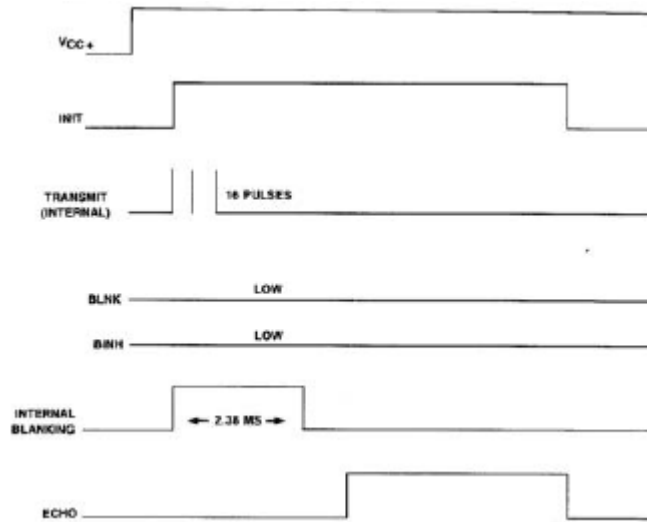 VCC+
INIT
TRANSMIT
(INTERNAL)
16 PULSES
BLNK
LOW
BINH
LOW
INTERNAL
BLANKING
2.38 MS
ECHO